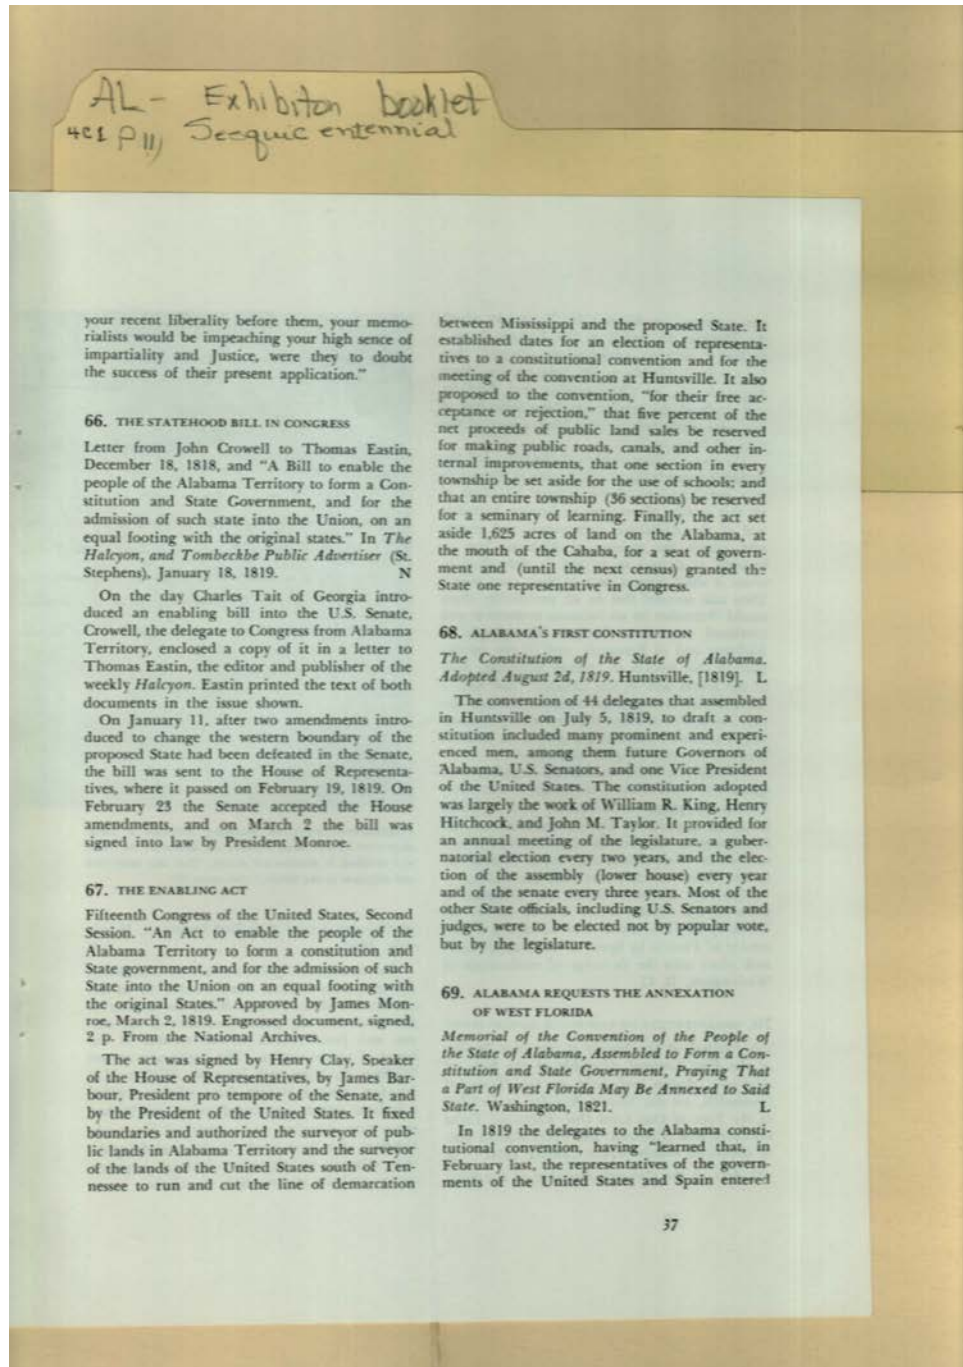 AL- Exhibiton booklet
4c1 p 11, Sesquicentennial
your recent liberality before them, your memo-
rialists would be impeaching your high sence of
impartiality and Justice, were they to doubt
the success of their present application."
66. THE STATEHOOD BILL IN CONGRESS
Letter from John Crowell to Thomas Eastin,
December 18, 1818, and "A Bill to enable the
people of the Alabama Territory to form a Con-
stitution and State Government, and for the
admission of such state into the Union, on an
equal footing with the original states." In The
Halcyon, and Tombeckbe Public Advertiser (St.
Stephens), January 18, 1819. N
On the day Charles Tait of Georgia intro-
duced an enabling bill into the U.S. Senate,
Crowell, the delegate to Congress from Alabama
Territory, enclosed a copy of it in a letter to
Thomas Eastin, the editor and publisher of the
weekly Halcyon. Eastin printed the text of both
documents in the issue shown.
On January 11, after two amendments intro-
duced to change the western boundary of the
proposed State had been defeated in the Senate,
the bill was sent to the House of Representa-
tives, where it passed on February 19, 1819. On
February 23 the Senate accepted the House
amendments, and on March 2 the bill was
signed into law by President Monroe.
67. THE ENABLING ACT
Fifteenth Congress of the United States, Second
Session. "An Act to enable the people of the
Alabama Territory to form a constitution and
State government, and for the admission of such
State into the Union on an equal footing with
the original States." Approved by James Mon-
roe, March 2, 1819. Engrossed document, signed,
2 p. From the National Archives.
The act was signed by Henry Clay, Speaker
of the House of Representatives, by James Bar-
bour, President pro tempore of the Senate, and
by the President of the United States. It fixed
boundaries and authorized the surveyor of pub-
lic lands in Alabama Territory and the surveyor
of the lands of the United States south of Ten-
nessee to run and cut the line of demarcation
between Mississippi and the proposed State. It
established dates for an election of representa-
tives to a constitutional convention and for the
meeting of the convention at Huntsville. It also
proposed to the convention, "for their free ac-
ceptance or rejection," that five percent of the
net proceeds of public land sales be reserved
for making public roads, canals, and other in-
ternal improvements, that one section in every
township be set aside for the use of schools; and
that an entire township (36 sections) be reserved
for a seminary of learning. Finally, the act set
aside 1,625 acres of land on the Alabama, at
the mouth of the Cahaba, for a seat of govern-
ment and (until the next census) granted the
State one representative in Congress.
68. ALABAMA'S FIRST CONSTITUTION
The Constitution of the State of Alabama.
Adopted August 2d, 1819. Huntsville, [1819]. L
The convention of 44 delegates that assembled
in Huntsville on July 5, 1819, to draft a con-
stitution included many prominent and experi-
enced men, among them future Governors of
Alabama, U.S. Senators, and one Vice President
of the United States. The constitution adopted
was largely the work of William R. King, Henry
Hitchcock, and John M. Taylor. It provided for
an annual meeting of the legislature, a guber-
natorial election every two years, and the elec-
tion of the assembly (lower house) every year
and of the senate every three years. Most of the
other State officials, including U.S. Senators and
judges, were to be elected not by popular vote,
but by the legislature.
69. ALABAMA REQUESTS THE ANNEXATION
OF WEST FLORIDA
Memorial of the Convention of the People of
the State of Alabama, Assembled to Form a Con-
stitution and State Government, Praying That
a Part of West Florida May Be Annexed to Said
State. Washington, 1821. L
In 1819 the delegates to the Alabama consti-
tutional convention, having "learned that, in
February last, the representatives of the govern-
ments of the United States and Spain entered
37